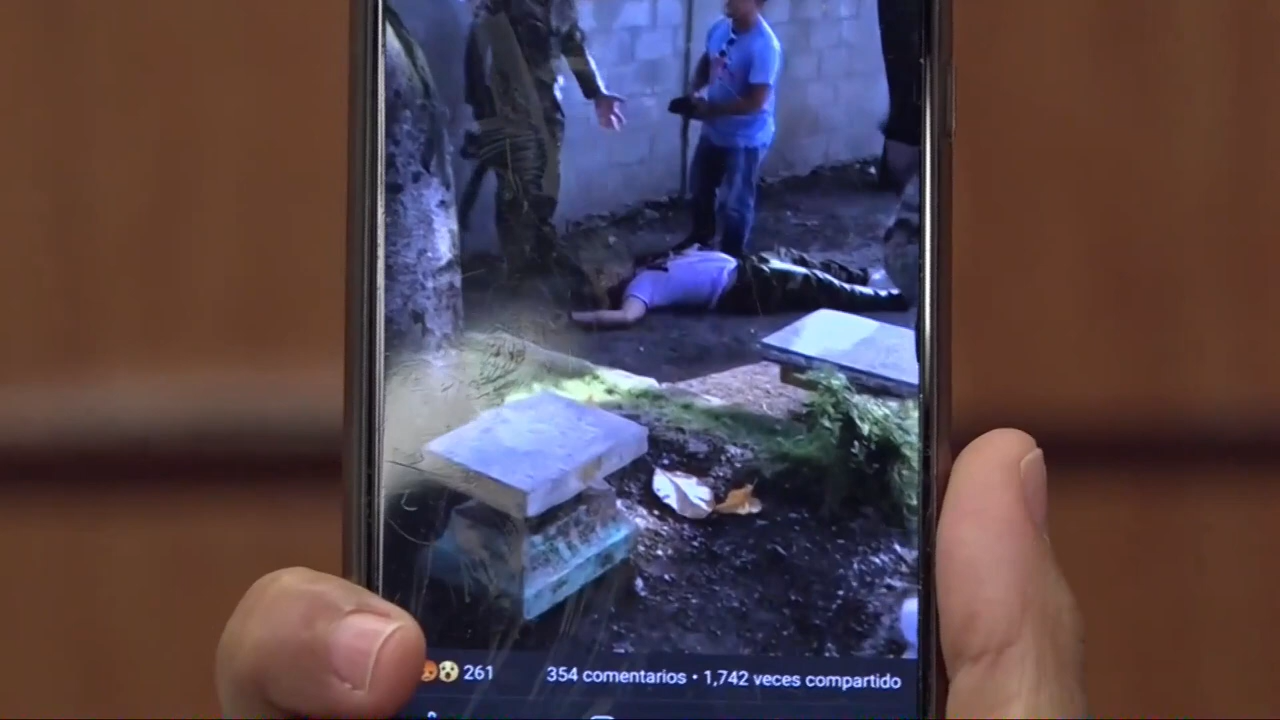 261 354 comentarios • 1,742 veces compartido